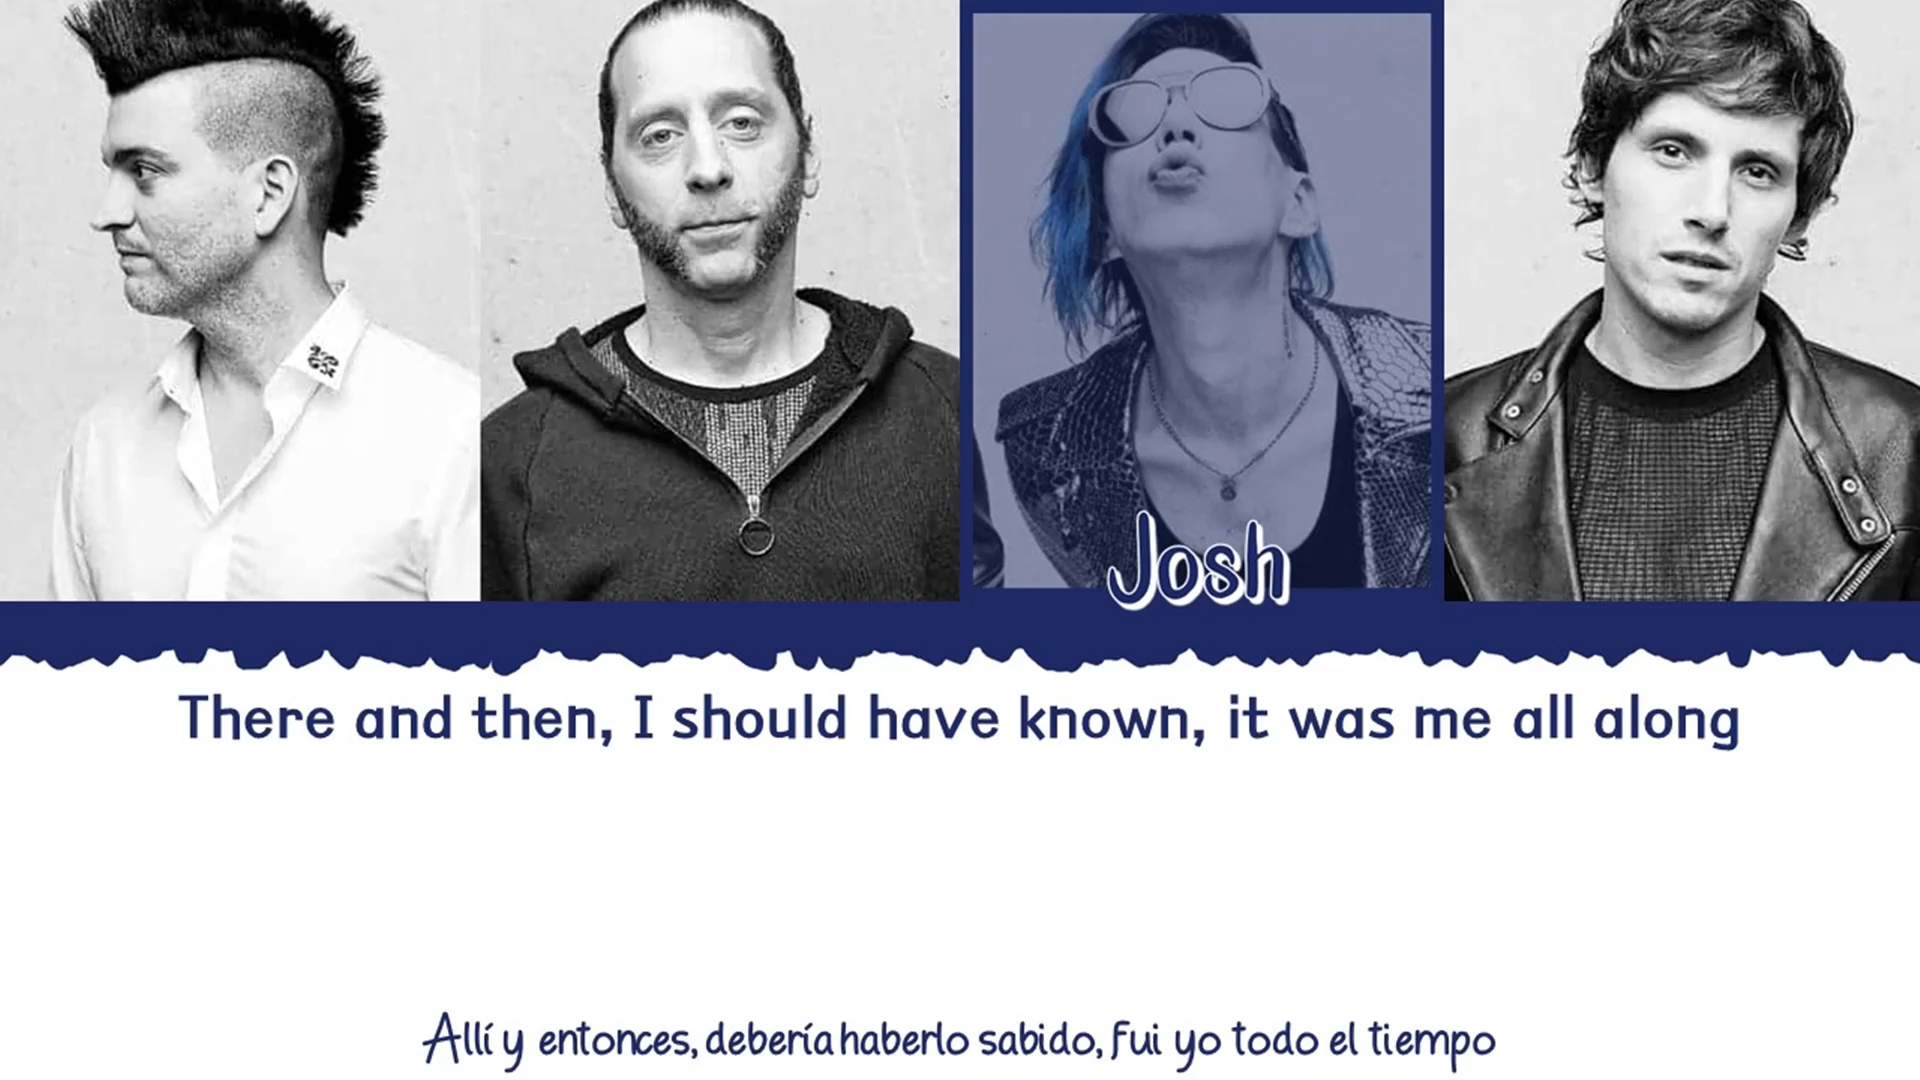 Josh
There and then, I should have known, it was me all along
Allí y entonces, debería haberlo sabido, fui yo todo el tiempo